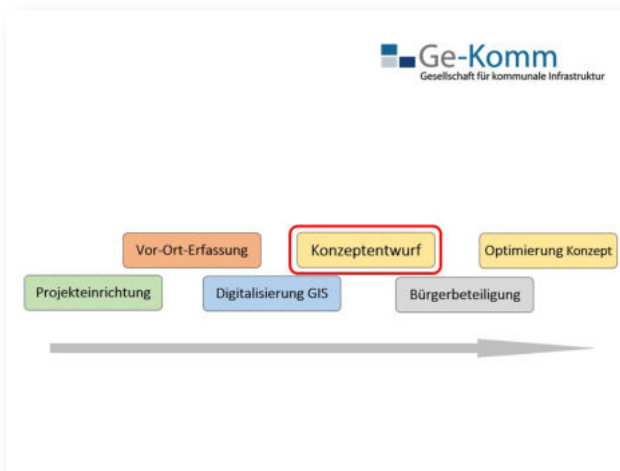 Ge-Komm
Gesellschaft für kommunale Infrastruktur
Vor-Ort-Erfassung
Konzeptentwurf
Optimierung Konzept
Projekteinrichtung
Digitalisierung GIS
Bürgerbeteiligung